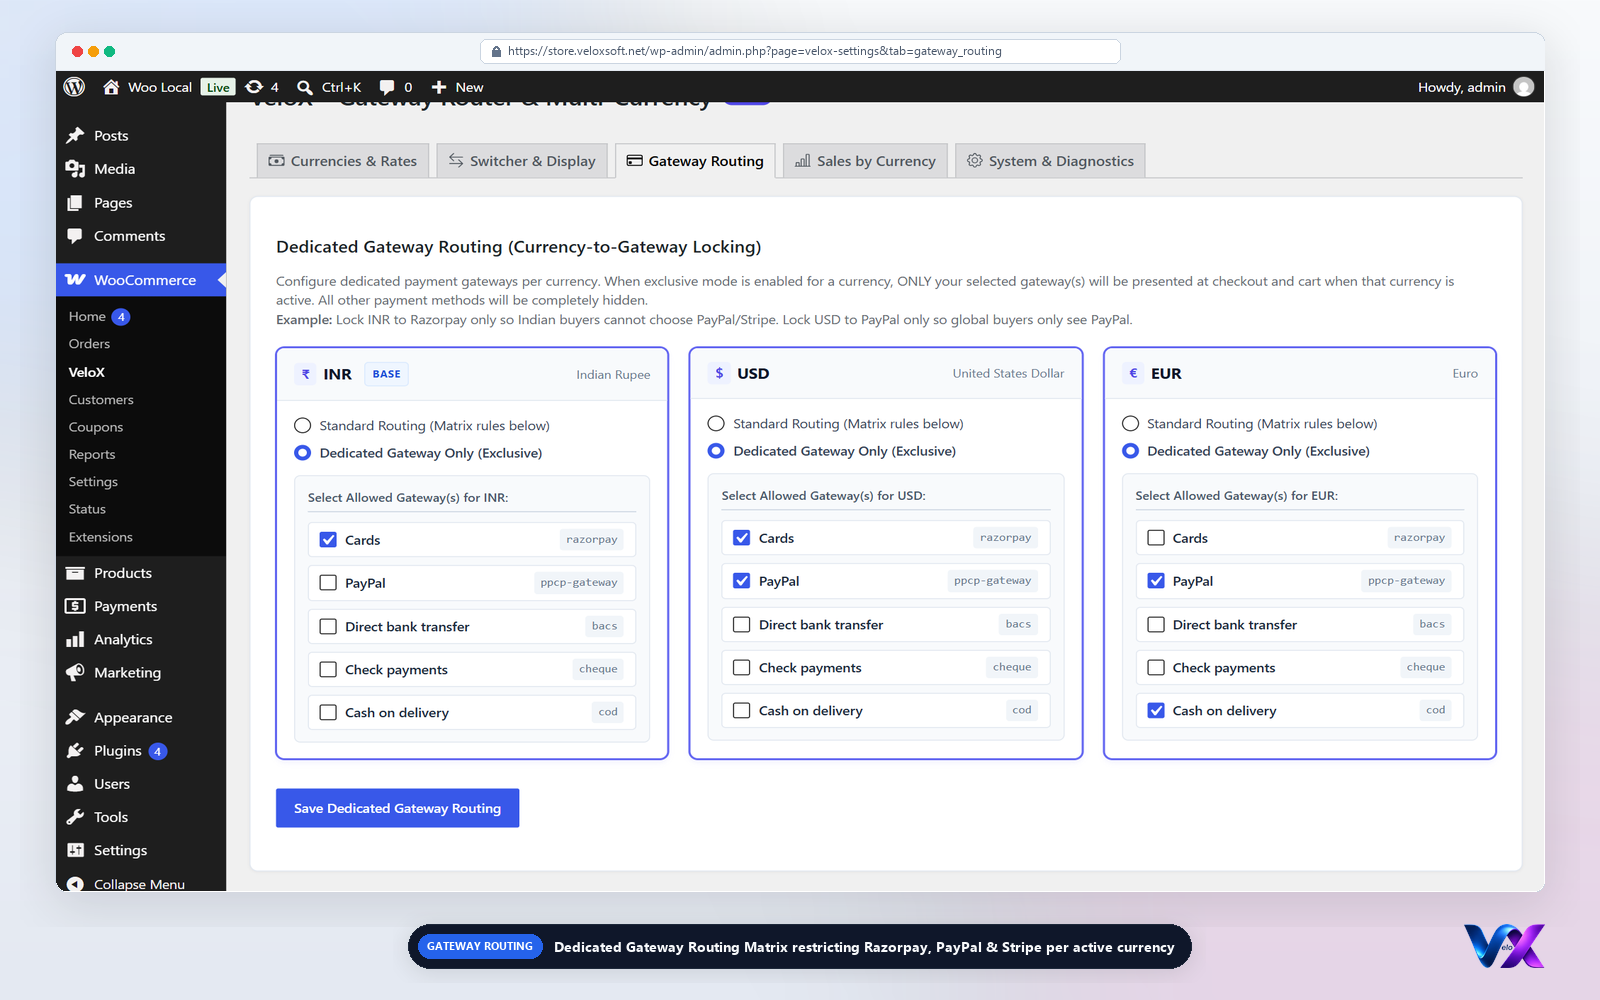 https://store.veloxsoft.net/wp-admin/admin.php?page=velox-settings&tab=gateway_routing
Woo Local Live 4 Ctrl+K 0 New Howdy, admin
VeloX - Gateway Router & Multi-Currency
Posts
Media
Pages
Comments
WooCommerce
Home 4
Orders
VeloX
Customers
Coupons
Reports
Settings
Status
Extensions
Products
Payments
Analytics
Marketing
Appearance
Plugins 4
Users
Tools
Settings
Collapse Menu
Currencies & Rates Switcher & Display Gateway Routing Sales by Currency System & Diagnostics
Dedicated Gateway Routing (Currency-to-Gateway Locking)
Configure dedicated payment gateways per currency. When exclusive mode is enabled for a currency, ONLY your selected gateway(s) will be presented at checkout and cart when that currency is
active. All other payment methods will be completely hidden.
Example: Lock INR to Razorpay only so Indian buyers cannot choose PayPal/Stripe. Lock USD to PayPal only so global buyers only see PayPal.
₹ INR BASE Indian Rupee
Standard Routing (Matrix rules below)
Dedicated Gateway Only (Exclusive)
Select Allowed Gateway(s) for INR:
Cards razorpay
PayPal ppcp-gateway
Direct bank transfer bacs
Check payments cheque
Cash on delivery cod
$ USD United States Dollar
Standard Routing (Matrix rules below)
Dedicated Gateway Only (Exclusive)
Select Allowed Gateway(s) for USD:
Cards razorpay
PayPal ppcp-gateway
Direct bank transfer bacs
Check payments cheque
Cash on delivery cod
€ EUR Euro
Standard Routing (Matrix rules below)
Dedicated Gateway Only (Exclusive)
Select Allowed Gateway(s) for EUR:
Cards razorpay
PayPal ppcp-gateway
Direct bank transfer bacs
Check payments cheque
Cash on delivery cod
Save Dedicated Gateway Routing
GATEWAY ROUTING Dedicated Gateway Routing Matrix restricting Razorpay, PayPal & Stripe per active currency
VeloX